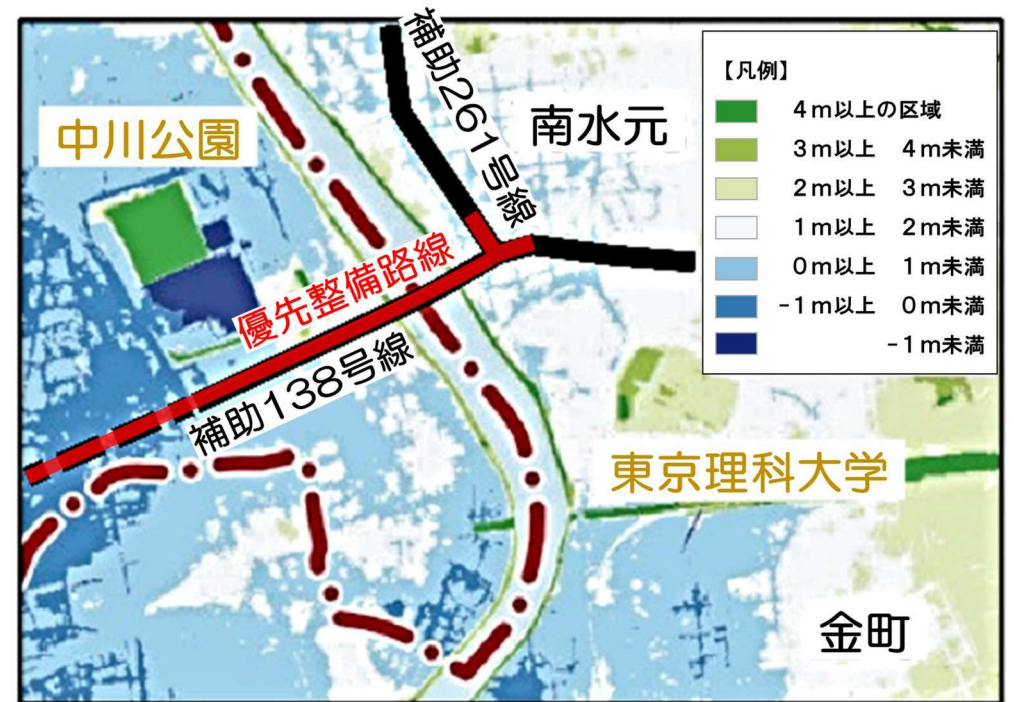 補助261号線
南水元
中川公園
優先整備路線
補助138号線
東京理科大学
金町
【凡例】
4m以上の区域
3m以上 4m未満
2m以上 3m未満
1m以上 2m未満
0m以上 1m未満
-1m以上 0m未満
-1m未満